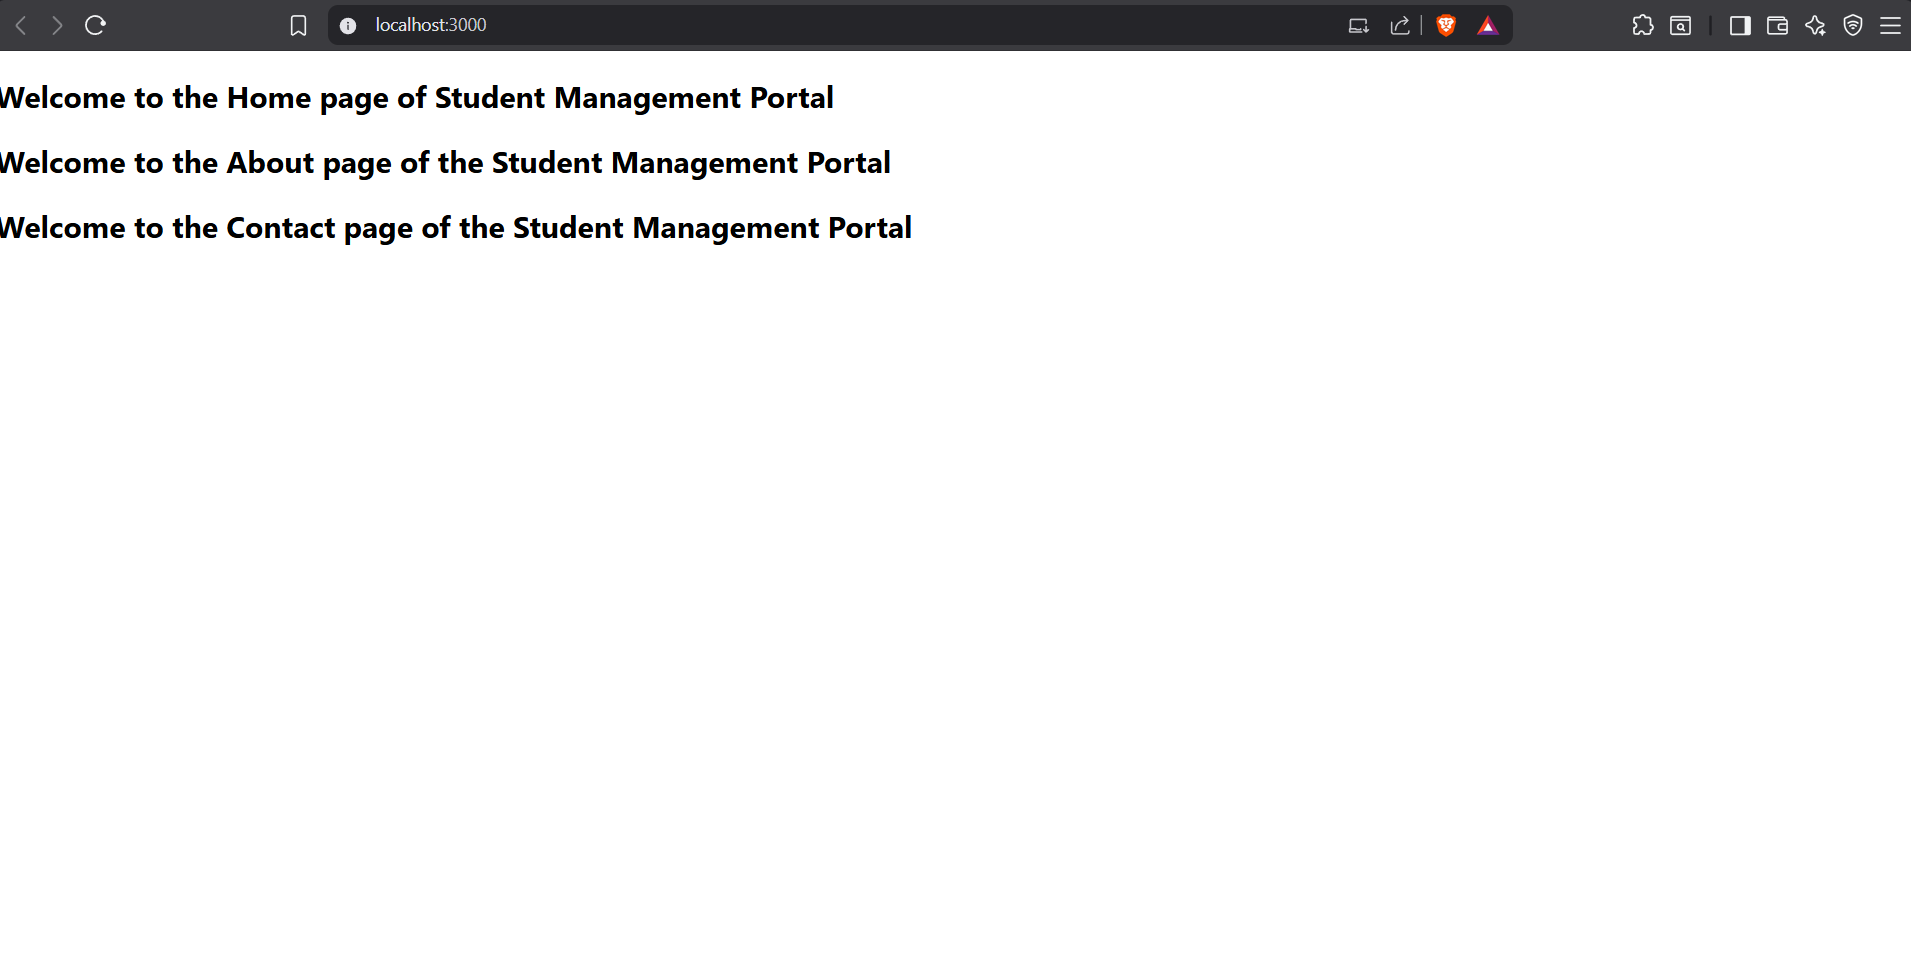 localhost:3000
Welcome to the Home page of Student Management Portal
Welcome to the About page of the Student Management Portal
Welcome to the Contact page of the Student Management Portal